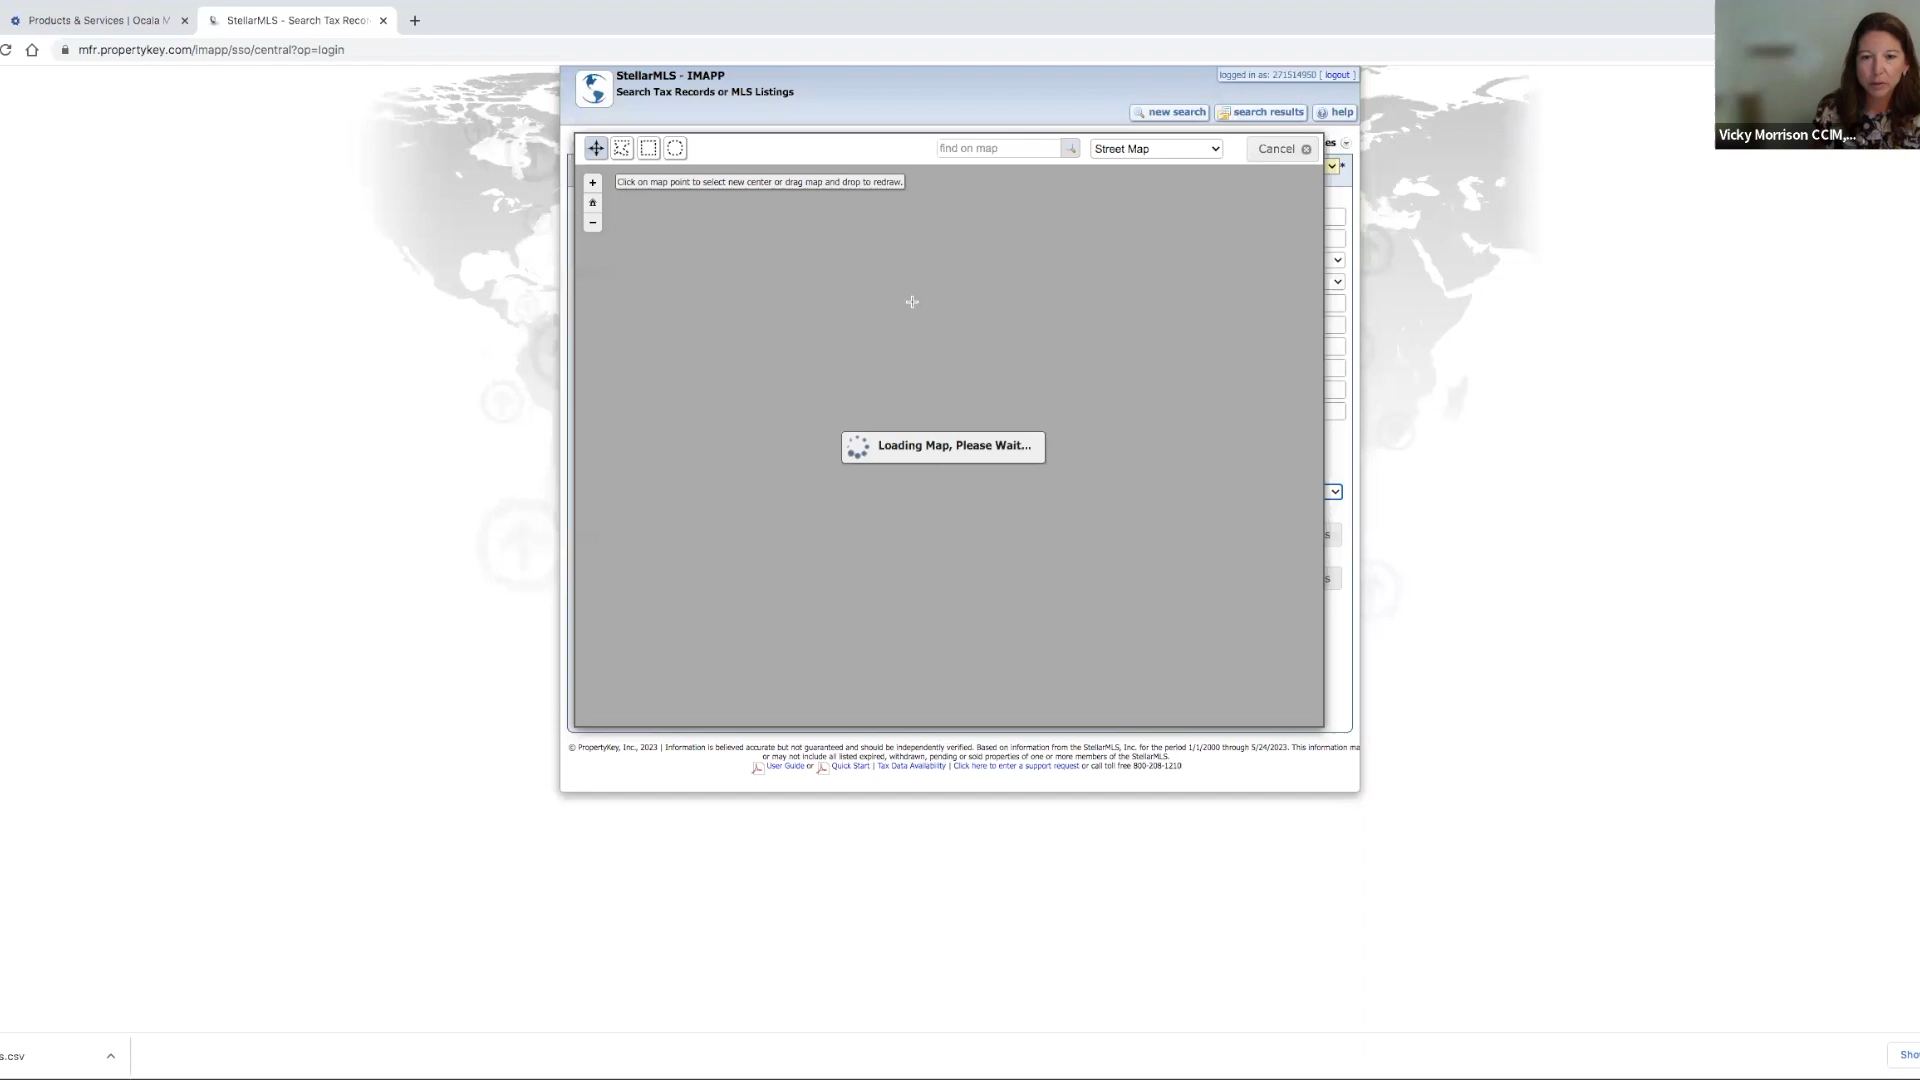 Products & Services | Ocala M
StellarMLS - Search Tax Recor
mfr.propertykey.com/imapp/sso/central?op=login
StellarMLS - IMAPP
Search Tax Records or MLS Listings
logged in as: 271514950 [ logout ]
new search
search results
help
find on map
Street Map
Cancel
es
*
Click on map point to select new center or drag map and drop to redraw.
+
−
Loading Map, Please Wait...
s
s
© PropertyKey, Inc., 2023 | Information is believed accurate but not guaranteed and should be independently verified. Based on information from the StellarMLS, Inc. for the period 1/1/2000 through 5/24/2023. This information ma
or may not include all listed expired, withdrawn, pending or sold properties of one or more members of the StellarMLS.
User Guide or Quick Start | Tax Data Availability | Click here to enter a support request or call toll free 800-208-1210
Vicky Morrison CCIM,...
s.csv
Sho